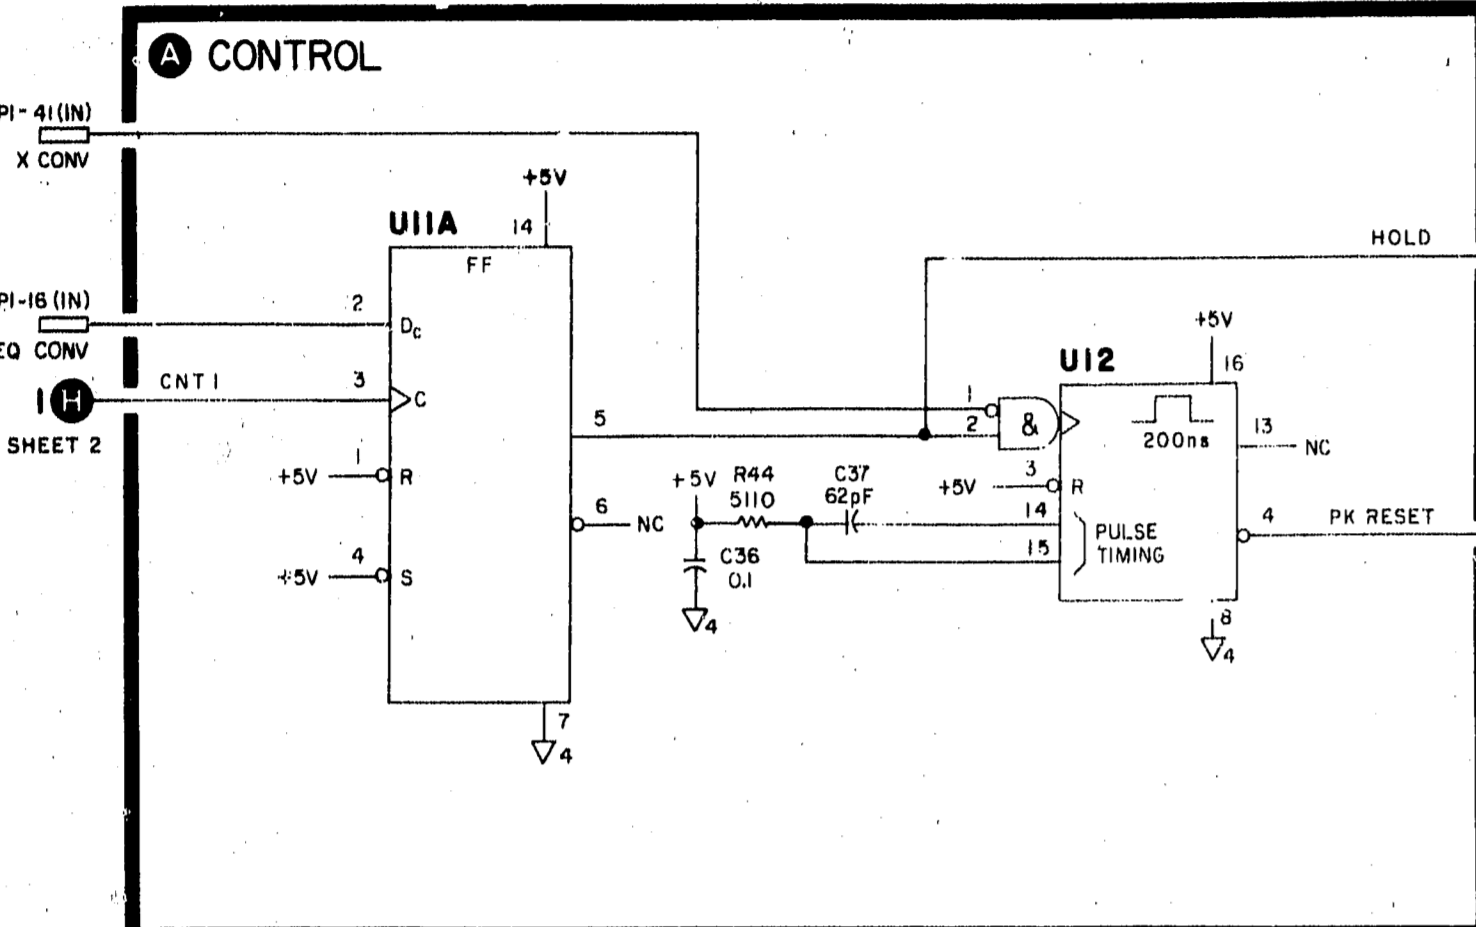 A CONTROL
P1-41(IN)
X CONV
+5V
U11A
14
FF
HOLD
P1-16(IN)
2
Dc
EQ CONV
+5V
U12
16
CNT 1
3
C
1 H
SHEET 2
1
5
2
&
200ns
13
NC
1
+5V
R
+5V
R44
5110
C37
62pF
+5V
3
R
6
NC
14
4
PK RESET
PULSE
TIMING
15
4
+5V
S
C36
0.1
4
8
4
7
4